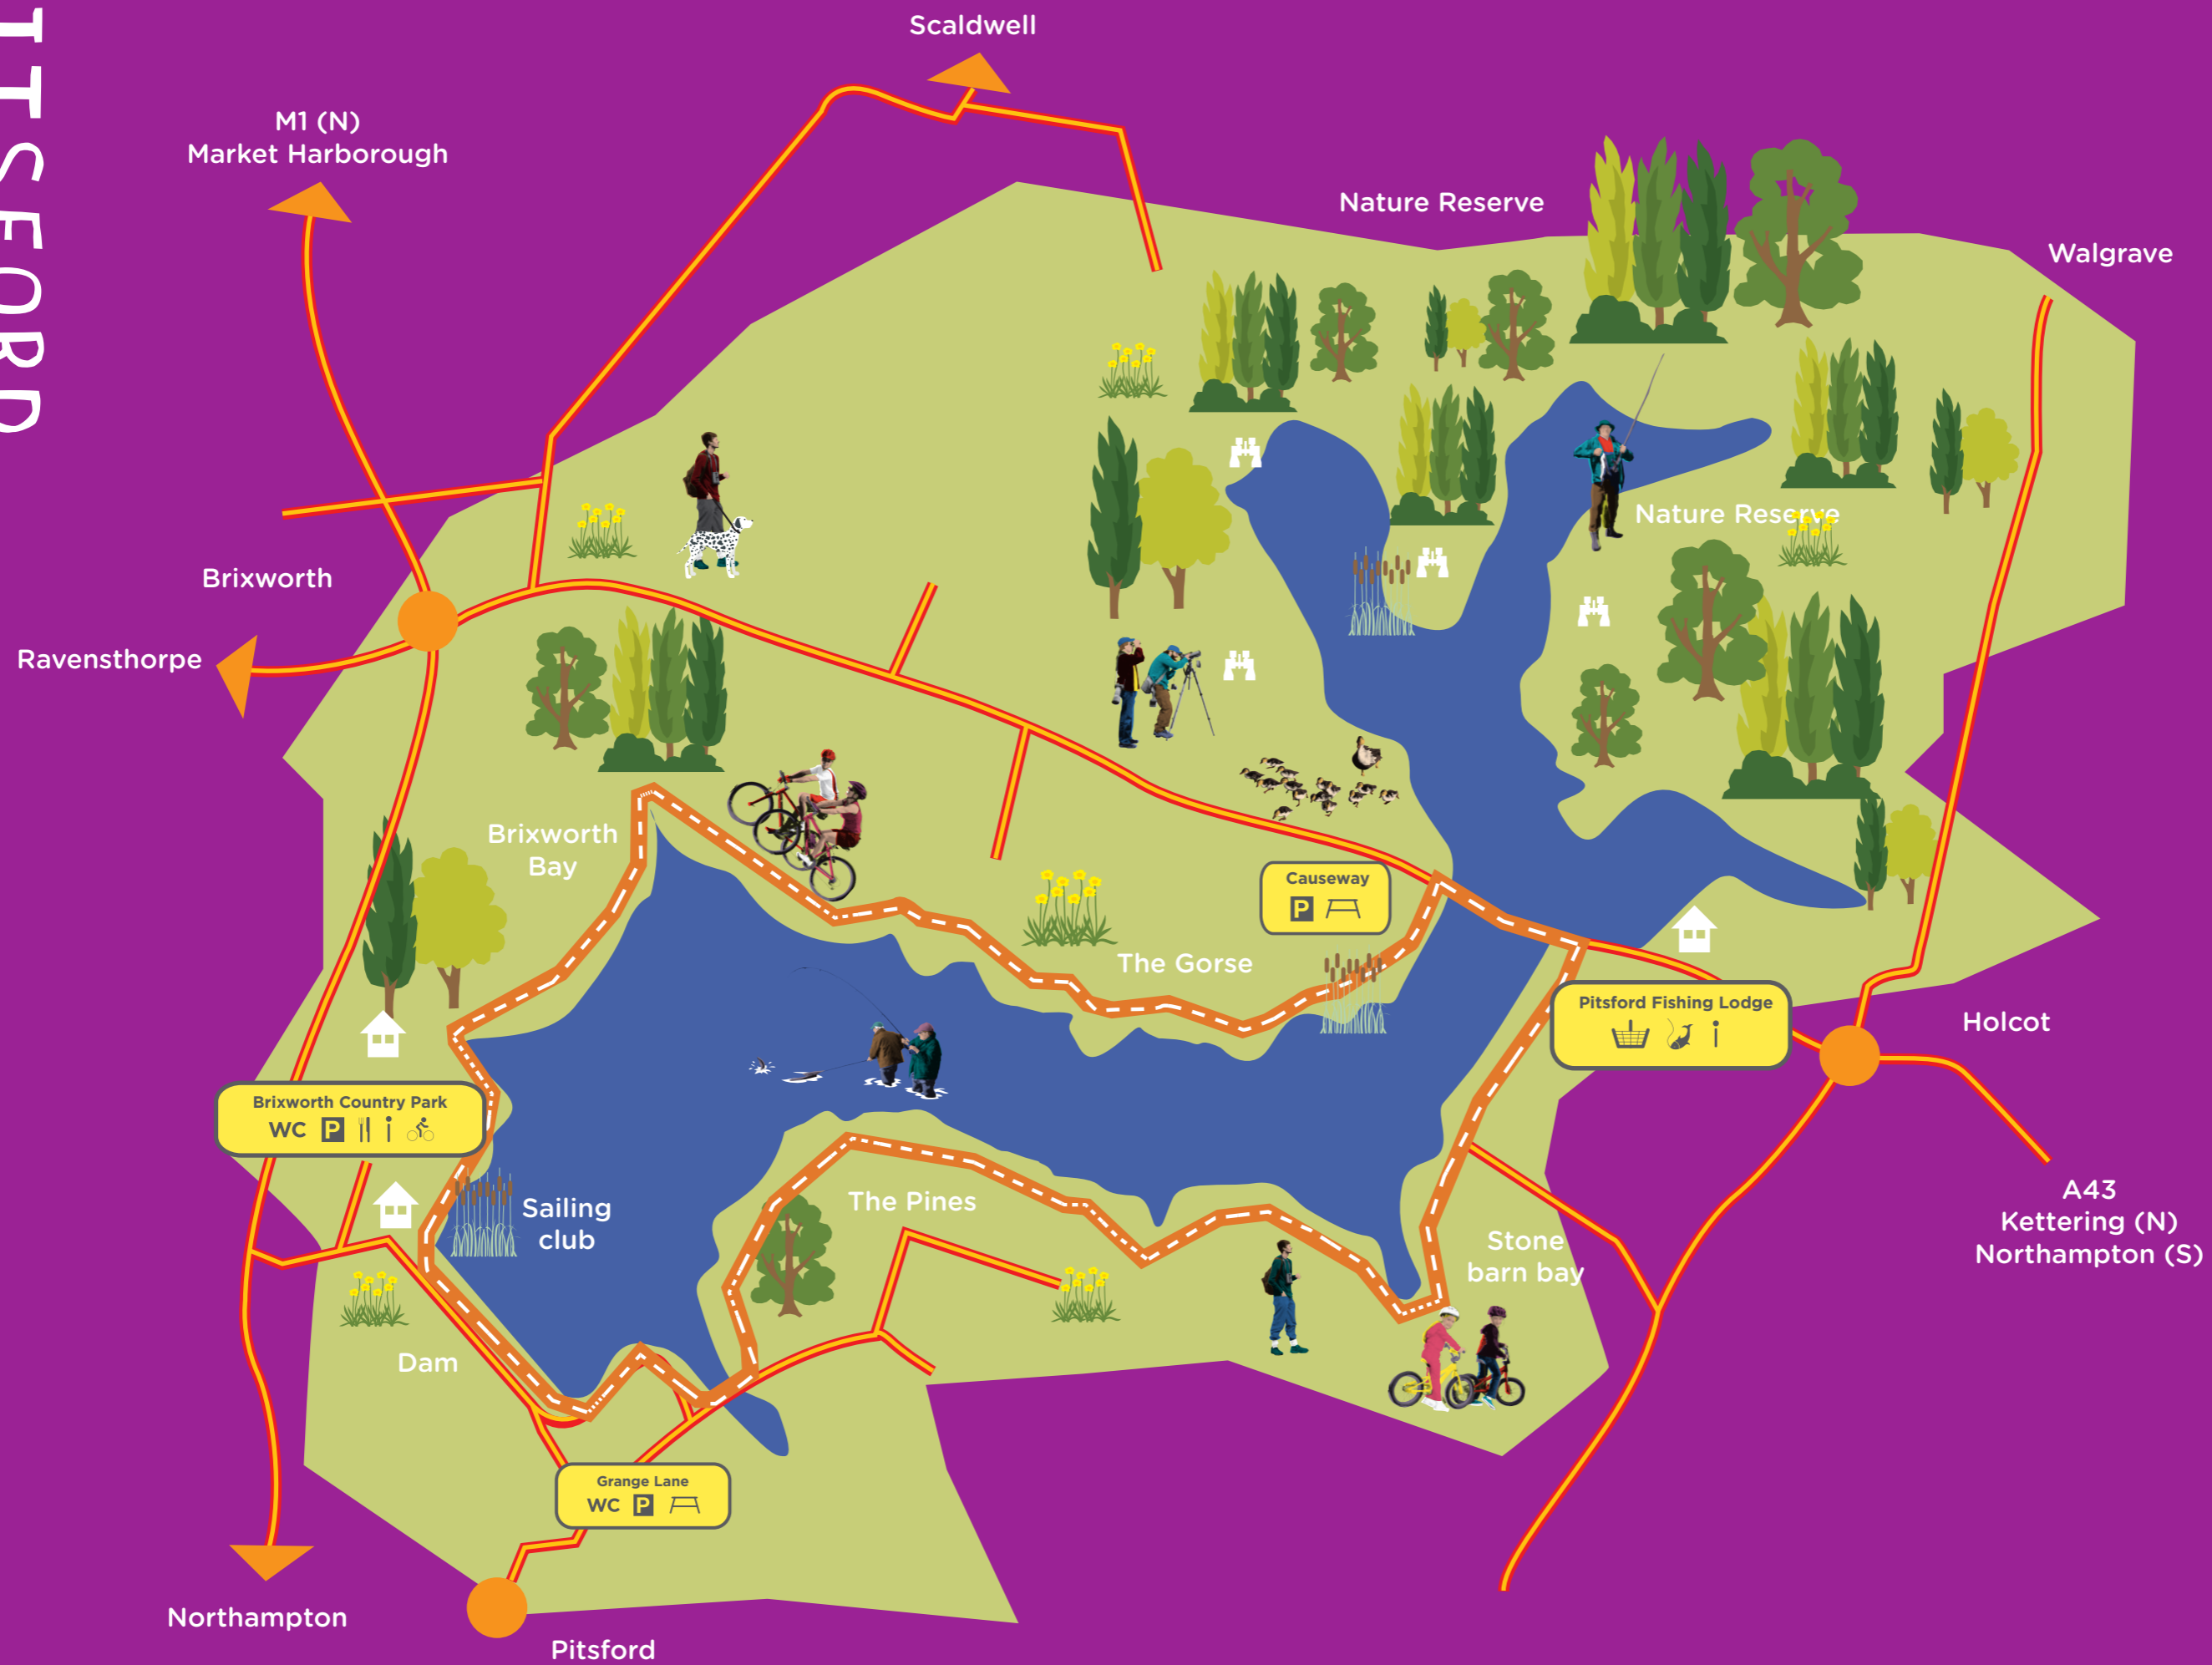 ITSFORD
Scaldwell
M1 (N)
Market Harborough
Nature Reserve
Walgrave
Nature Reserve
Brixworth
Ravensthorpe
Brixworth
Bay
Causeway
P
The Gorse
Pitsford Fishing Lodge
i
Holcot
Brixworth Country Park
WC P i
Sailing
club
The Pines
A43
Kettering (N)
Northampton (S)
Stone
barn bay
Dam
Grange Lane
WC P
Northampton
Pitsford